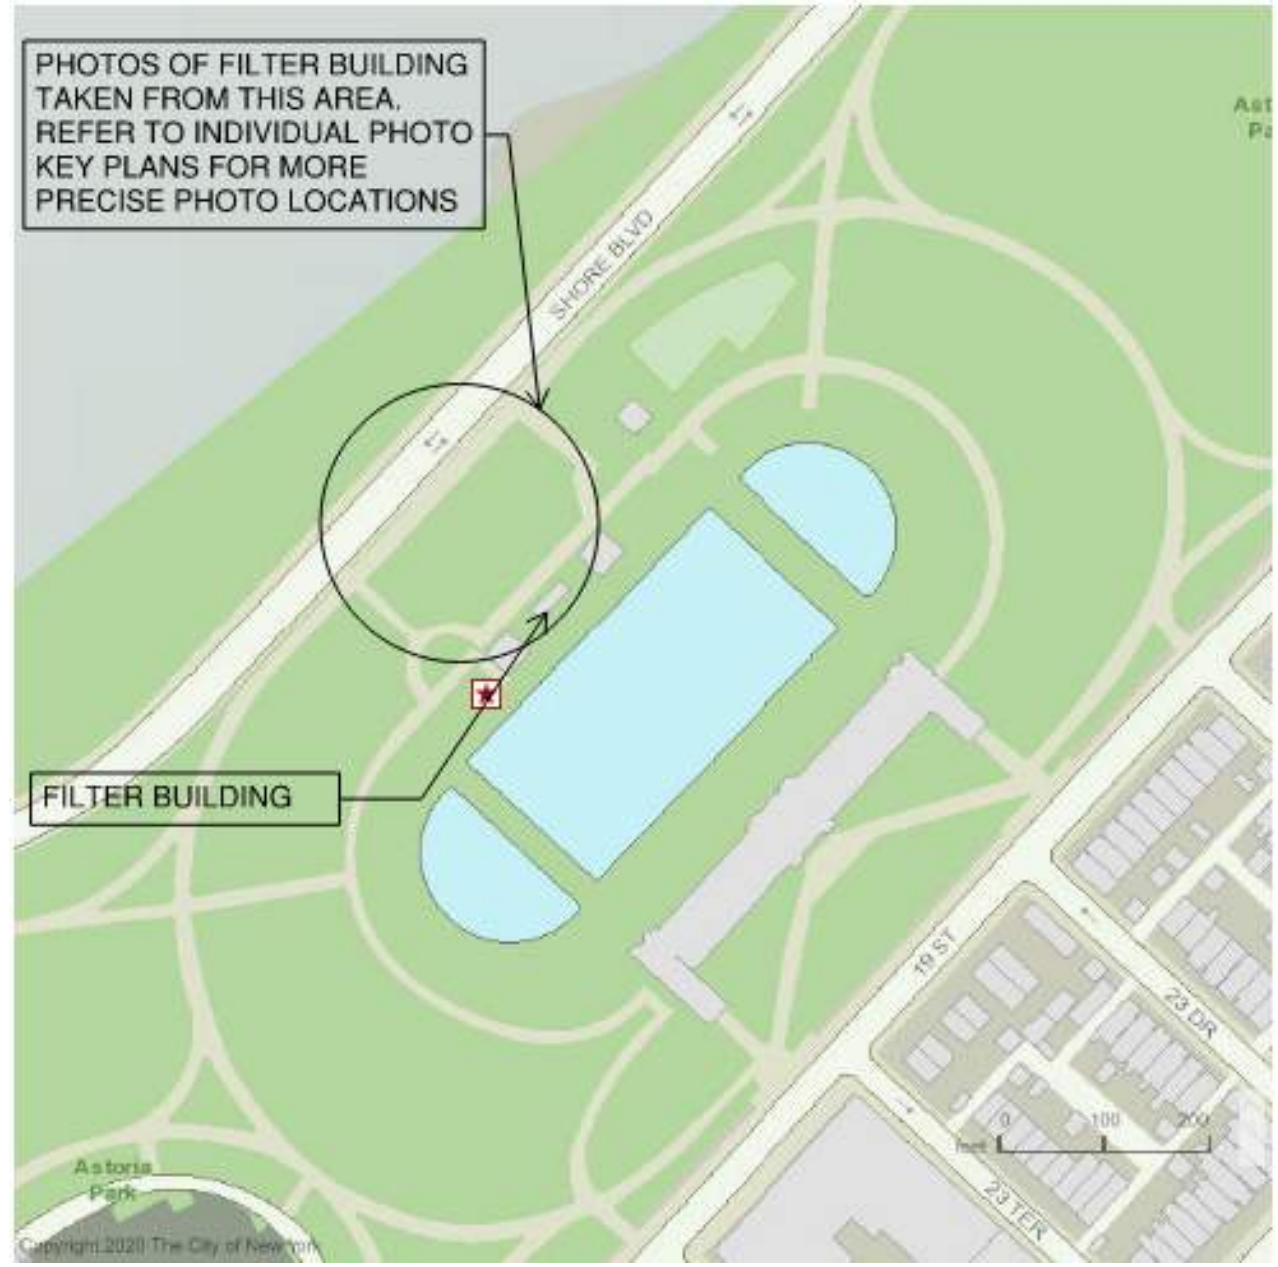 PHOTOS OF FILTER BUILDING
TAKEN FROM THIS AREA.
REFER TO INDIVIDUAL PHOTO
KEY PLANS FOR MORE
PRECISE PHOTO LOCATIONS
Ast
Pa
SHORE BLVD
FILTER BUILDING
19 ST
23 DR
0 100 200
feet
23 TER
Astoria
Park
Copyright 2020 The City of New York